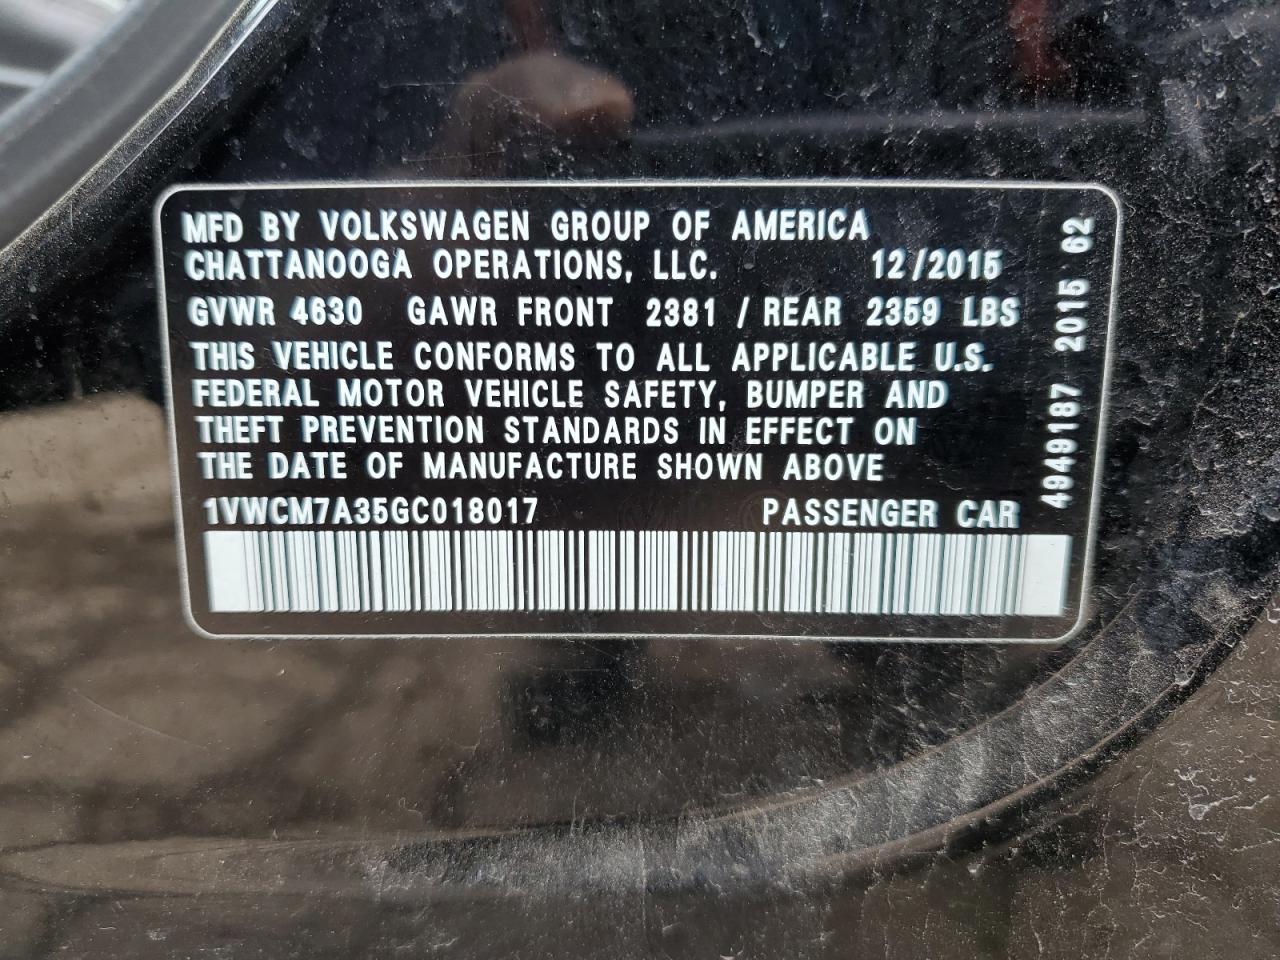 MFD BY VOLKSWAGEN GROUP OF AMERICA
CHATTANOOGA OPERATIONS, LLC. 12/2015
GVWR 4630 GAWR FRONT 2381 / REAR 2359 LBS
THIS VEHICLE CONFORMS TO ALL APPLICABLE U.S.
FEDERAL MOTOR VEHICLE SAFETY, BUMPER AND
THEFT PREVENTION STANDARDS IN EFFECT ON
THE DATE OF MANUFACTURE SHOWN ABOVE
1VWCM7A35GC018017 PASSENGER CAR
4949187 2015 62